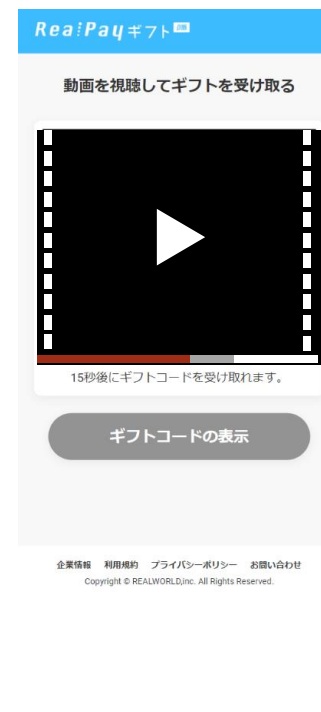 RealPayギフト
動画を視聴してギフトを受け取る
15秒後にギフトコードを受け取れます。
ギフトコードの表示
企業情報 利用規約 プライバシーポリシー お問い合わせ
Copyright © REALWORLD,inc. All Rights Reserved.